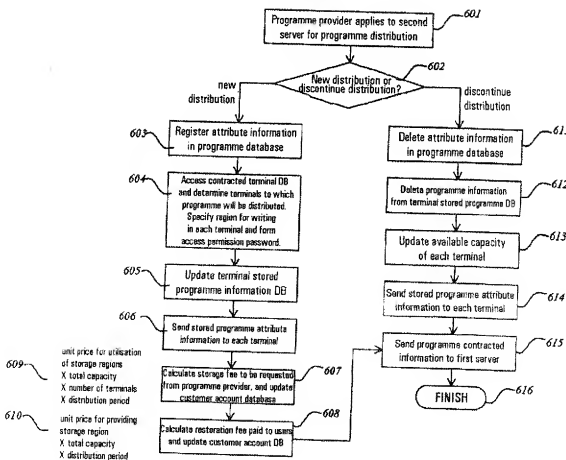 Programme provider applies to second
server for programme distribution
601
602
New distribution or
discontinue distribution?
new
distribution
discontinue
distribution
603
Register attribute information
in programme database
Delete attribute information
in programme database
604
Access contracted terminal DB
and determine terminals to which
programme will be distributed.
Specify region for writing
in each terminal and form
access permission password.
Delete programme information
from terminal stored programme DB
612
Update available capacity
of each terminal
613
605
Update terminal stored
programme information DB
Send stored programme attribute
information to each terminal
614
606
Send stored programme attribute
information to each terminal
Send programme contracted
information to first server
615
609
unit price for utilisation
of storage regions
X total capacity
X number of terminals
X distribution period
Calculate storage fee to be requested
from programme provider, and update
customer account database
607
FINISH
616
610
unit price for providing
storage region
X total capacity
X distribution period
Calculate restoration fee paid to users
and update customer account DB
608